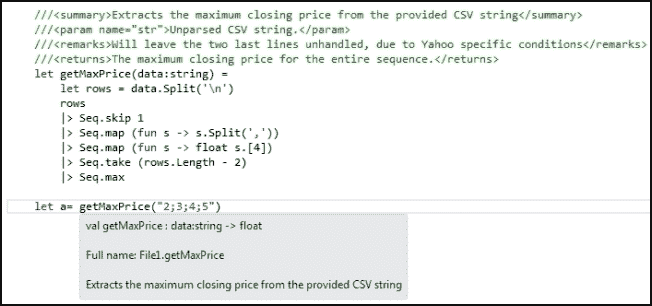 ///<summary>Extracts the maximum closing price from the provided CSV string</summary>
///<param name="str">Unparsed CSV string.</param>
///<remarks>Will leave the two last lines unhandled, due to Yahoo specific conditions</remarks>
///<returns>The maximum closing price for the entire sequence.</returns>
let getMaxPrice(data:string) =
    let rows = data.Split('\n')
    rows
    |> Seq.skip 1
    |> Seq.map (fun s -> s.Split(','))
    |> Seq.map (fun s -> float s.[4])
    |> Seq.take (rows.Length - 2)
    |> Seq.max
let a= getMaxPrice("2;3;4;5")
val getMaxPrice : data:string -> float
Full name: File1.getMaxPrice
Extracts the maximum closing price from the provided CSV string